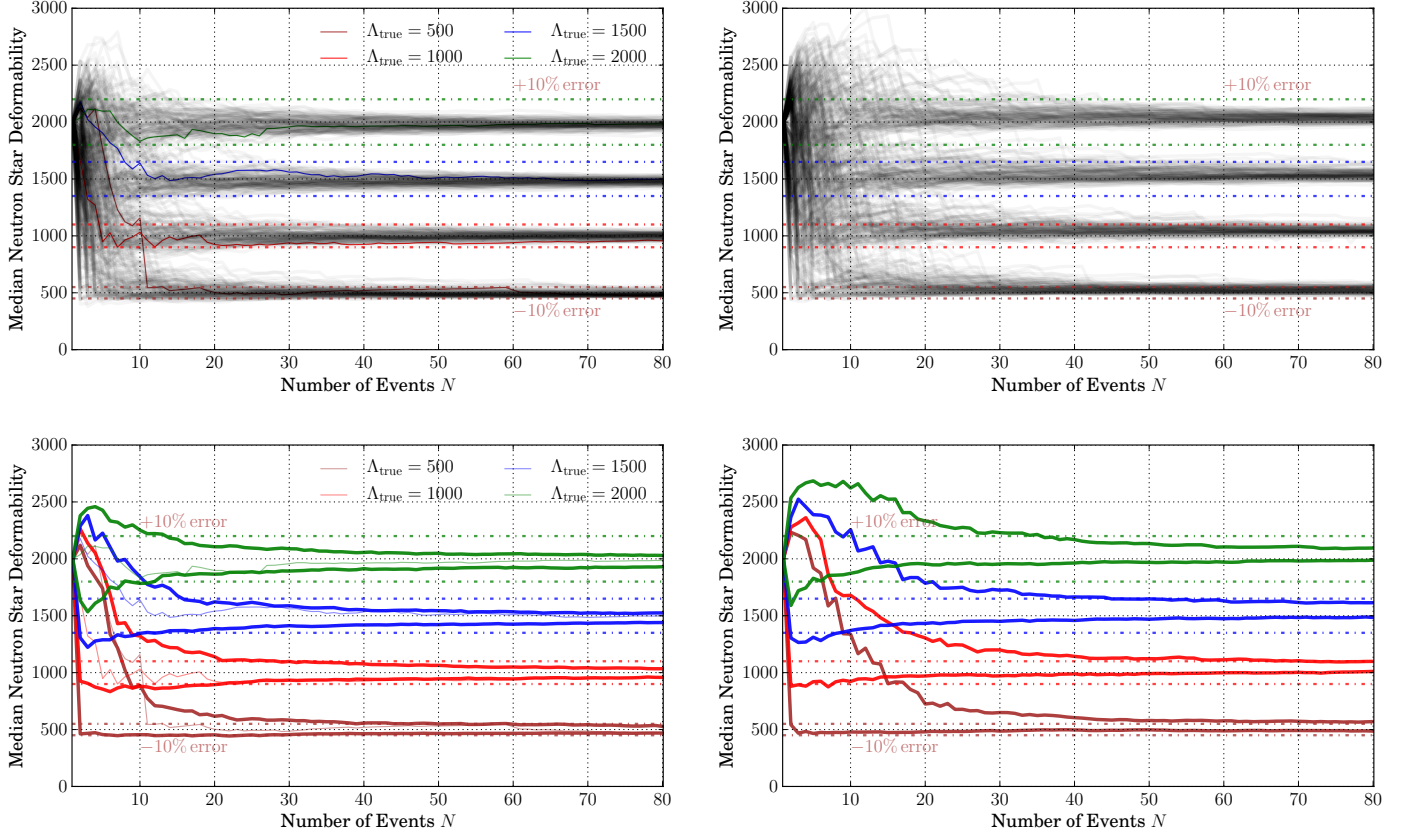 Median Neutron Star Deformability
0
500
1000
1500
2000
2500
Λtrue = 500
Λtrue = 1000
Λtrue = 1500
Λtrue = 2000
+10% error
−10% error
10 20 30 40 50 60 70 80
Number of Events N
Median Neutron Star Deformability
0
500
1000
1500
2000
2500
+10% error
−10% error
10 20 30 40 50 60 70 80
Number of Events N
Median Neutron Star Deformability
3000
2500
2000
1500
1000
500
0
Λtrue = 500
Λtrue = 1000
Λtrue = 1500
Λtrue = 2000
+10% error
−10% error
10 20 30 40 50 60 70 80
Number of Events N
Median Neutron Star Deformability
3000
2500
2000
1500
1000
500
0
+10% error
−10% error
10 20 30 40 50 60 70 80
Number of Events N